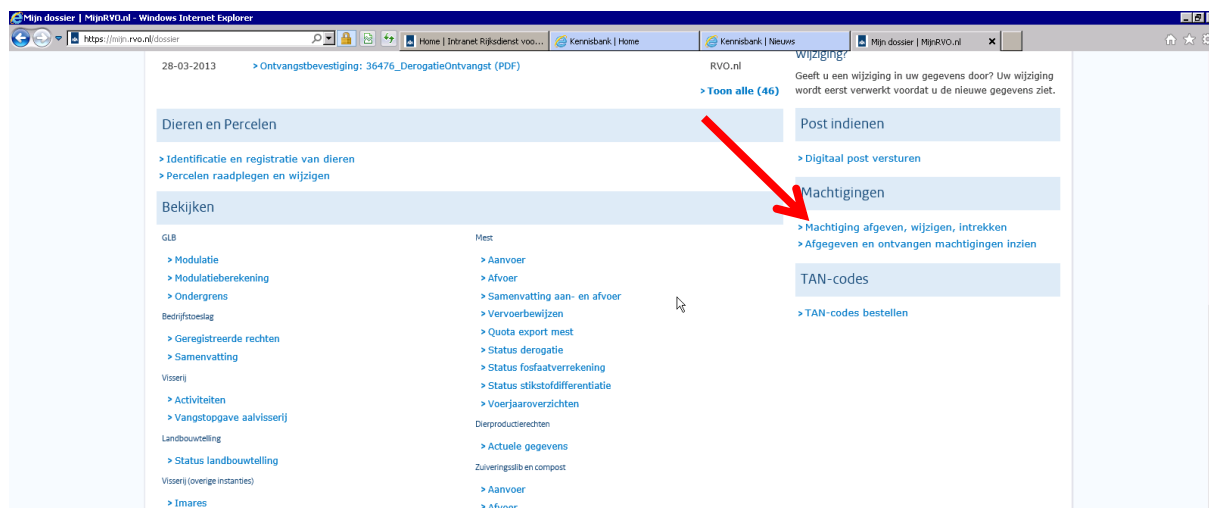 Mijn dossier | MijnRVO.nl - Windows Internet Explorer
https://mijn.rvo.nl/dossier
Home | Intranet Rijksdienst voo...
Kennisbank | Home
Kennisbank | Nieuws
Mijn dossier | MijnRVO.nl
28-03-2013 > Ontvangstbevestiging: 36476_DerogatieOntvangst (PDF) RVO.nl
> Toon alle (46)
Dieren en Percelen
> Identificatie en registratie van dieren
> Percelen raadplegen en wijzigen
Bekijken
GLB
> Modulatie
> Modulatieberekening
> Ondergrens
Bedrijfstoeslag
> Geregistreerde rechten
> Samenvatting
Visserij
> Activiteiten
> Vangstopgave aalvisserij
Landbouwtelling
> Status landbouwtelling
Visserij (overige instanties)
> Imares
Mest
> Aanvoer
> Afvoer
> Samenvatting aan- en afvoer
> Vervoerbewijzen
> Quota export mest
> Status derogatie
> Status fosfaatverrekening
> Status stikstofdifferentiatie
> Voerjaaroverzichten
Dierproductierechten
> Actuele gegevens
Zuiveringsslib en compost
> Aanvoer
> Afvoer
Wijziging?
Geeft u een wijziging in uw gegevens door? Uw wijziging
wordt eerst verwerkt voordat u de nieuwe gegevens ziet.
Post indienen
> Digitaal post versturen
Machtigingen
> Machtiging afgeven, wijzigen, intrekken
> Afgegeven en ontvangen machtigingen inzien
TAN-codes
> TAN-codes bestellen